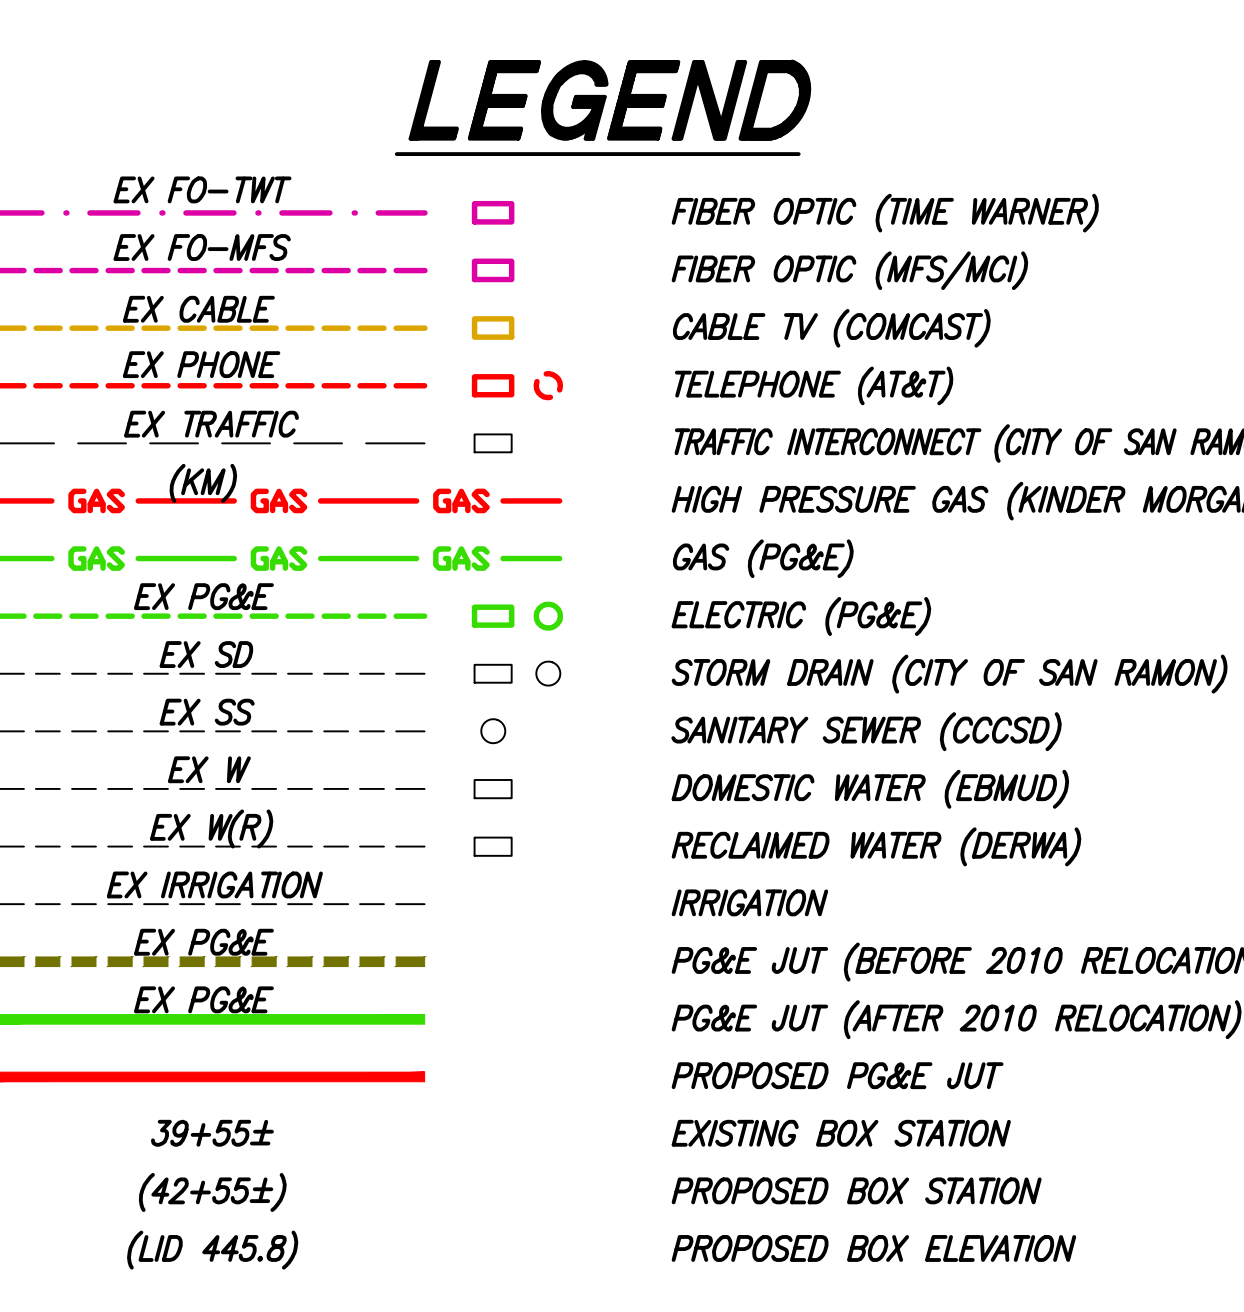 LEGEND
EX FO-TWT FIBER OPTIC (TIME WARNER)
EX FO-MFS FIBER OPTIC (MFS/MCI)
EX CABLE CABLE TV (COMCAST)
EX PHONE TELEPHONE (AT&T)
EX TRAFFIC TRAFFIC INTERCONNECT (CITY OF SAN RAM
(KM) GAS GAS GAS HIGH PRESSURE GAS (KINDER MORGA
GAS GAS GAS GAS (PG&E)
EX PG&E ELECTRIC (PG&E)
EX SD STORM DRAIN (CITY OF SAN RAMON)
EX SS SANITARY SEWER (CCCSD)
EX W DOMESTIC WATER (EBMUD)
EX W(R) RECLAIMED WATER (DERWA)
EX IRRIGATION IRRIGATION
EX PG&E PG&E JUT (BEFORE 2010 RELOCATION
EX PG&E PG&E JUT (AFTER 2010 RELOCATION)
PROPOSED PG&E JUT
39+55± EXISTING BOX STATION
(42+55±) PROPOSED BOX STATION
(LID 445.8) PROPOSED BOX ELEVATION